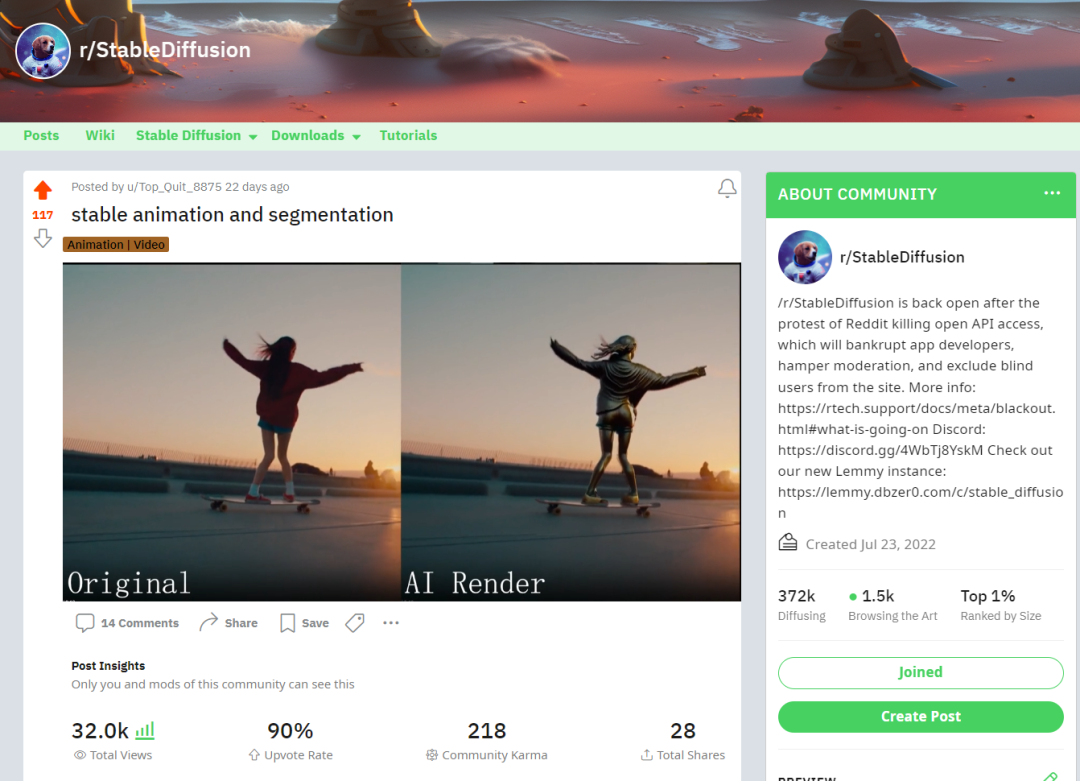 r/StableDiffusion
Posts Wiki Stable Diffusion Downloads Tutorials
Posted by u/Top_Quit_8875 22 days ago
117
stable animation and segmentation
Animation | Video
Original
AI Render
14 Comments Share Save
Post Insights
Only you and mods of this community can see this
32.0k 90% 218 28
Total Views Upvote Rate Community Karma Total Shares
ABOUT COMMUNITY
r/StableDiffusion
/r/StableDiffusion is back open after the
protest of Reddit killing open API access,
which will bankrupt app developers,
hamper moderation, and exclude blind
users from the site. More info:
https://rtech.support/docs/meta/blackout.
html#what-is-going-on Discord:
https://discord.gg/4WbTj8YskM Check out
our new Lemmy instance:
https://lemmy.dbzer0.com/c/stable_diffusio
n
Created Jul 23, 2022
372k 1.5k Top 1%
Diffusing Browsing the Art Ranked by Size
Joined
Create Post
PREVIEW